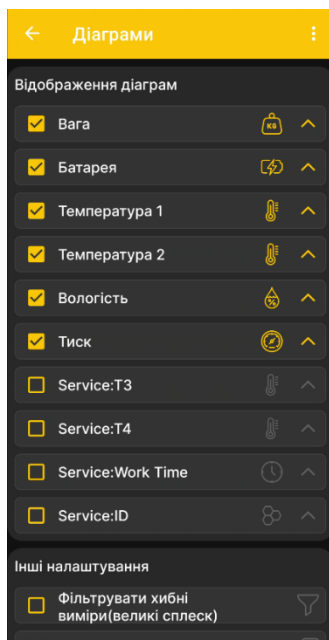 Діаграми
Відображення діаграм
Вага
KG
Батарея
Температура 1
Температура 2
Вологість
%
Тиск
Service:T3
Service:T4
Service:Work Time
Service:ID
Інші налаштування
Фільтрувати хибні
виміри(великі сплеск)